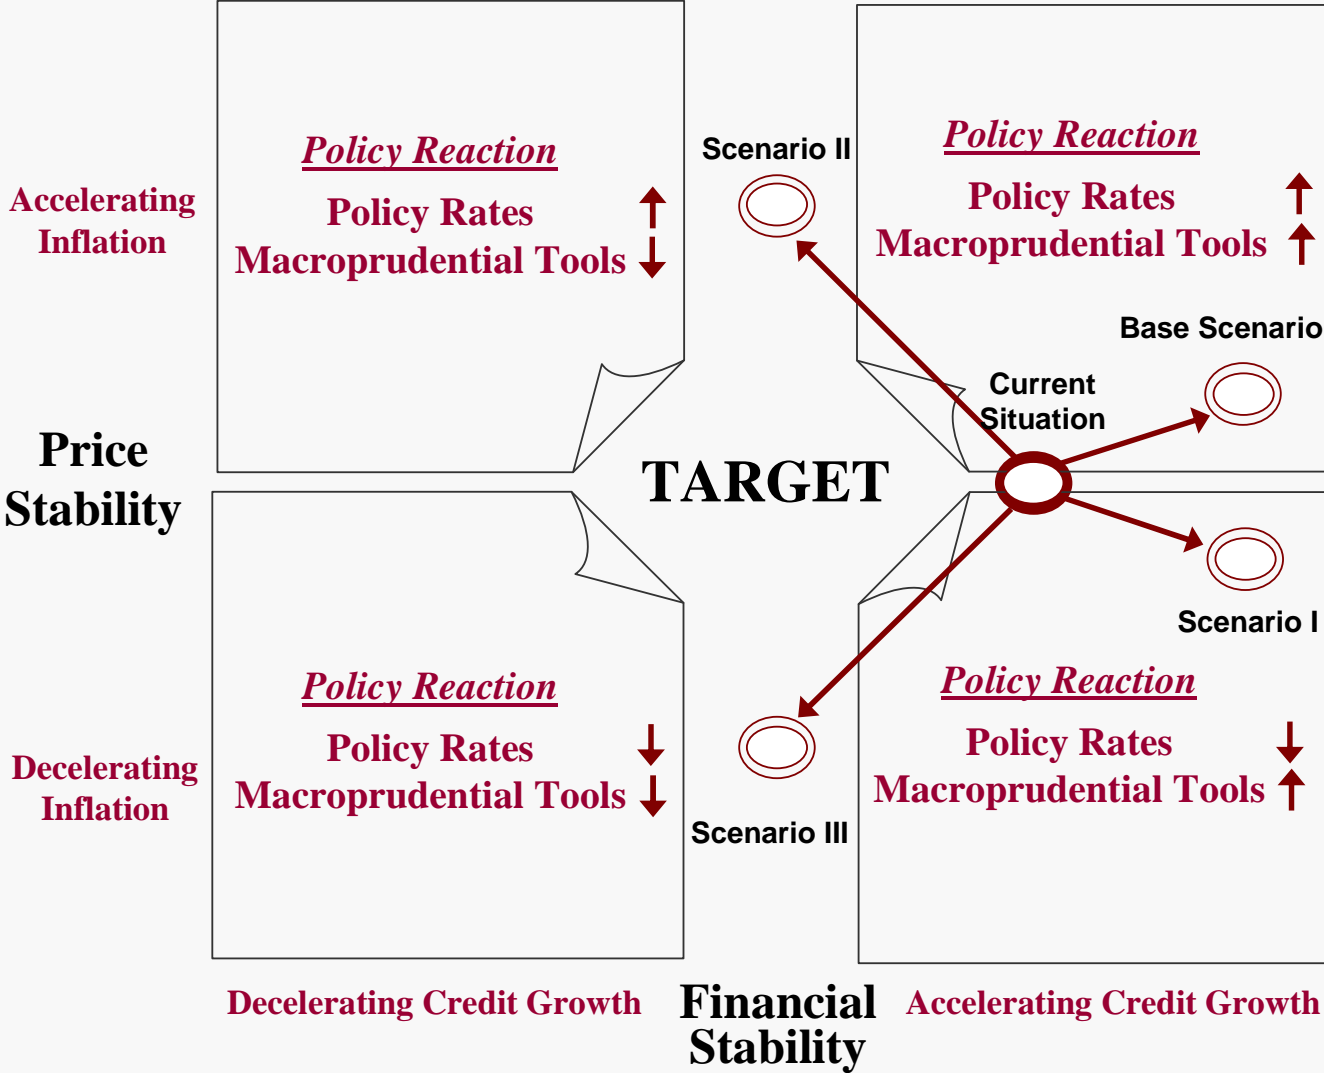 Policy Reaction
Policy Rates
Macroprudential Tools
Scenario II
Policy Reaction
Policy Rates
Macroprudential Tools
Accelerating
Inflation
Base Scenario
Current
Situation
Price
Stability
TARGET
Scenario I
Policy Reaction
Policy Rates
Macroprudential Tools
Policy Reaction
Policy Rates
Macroprudential Tools
Decelerating
Inflation
Scenario III
Decelerating Credit Growth
Financial
Stability
Accelerating Credit Growth